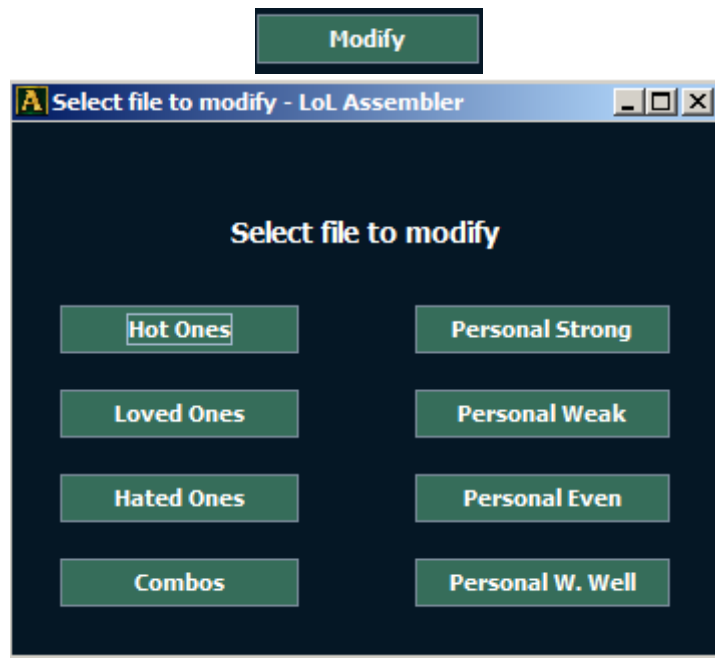 Modify
A Select file to modify - LoL Assembler
Select file to modify
Hot Ones Personal Strong
Loved Ones Personal Weak
Hated Ones Personal Even
Combos Personal W. Well